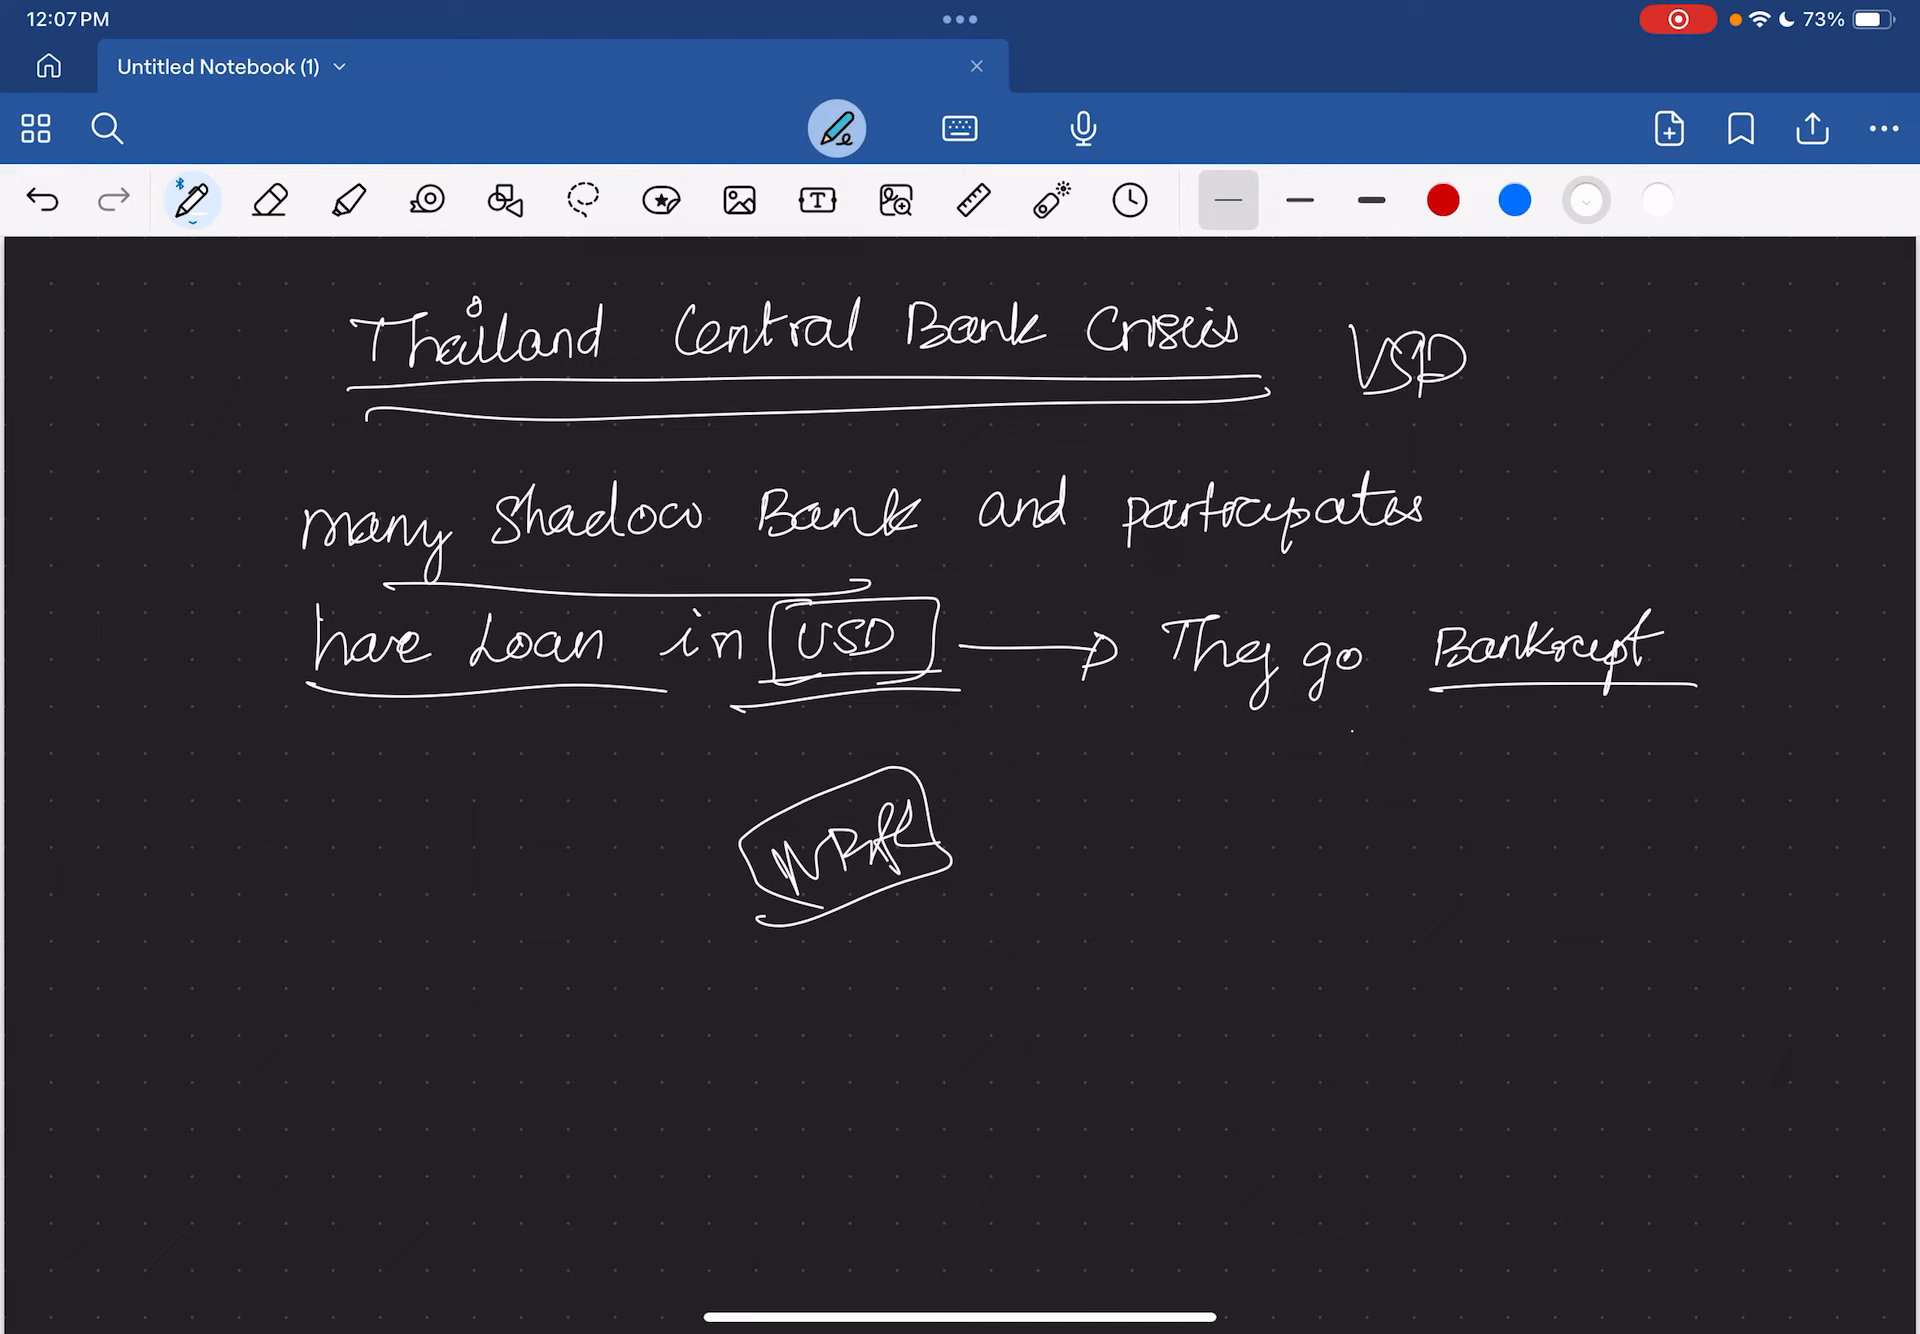 12:07 PM
73%
Untitled Notebook (1)
Thailand Central Bank Crisis USD
many Shadow Bank and participates
have Loan in USD → They go Bankrupt